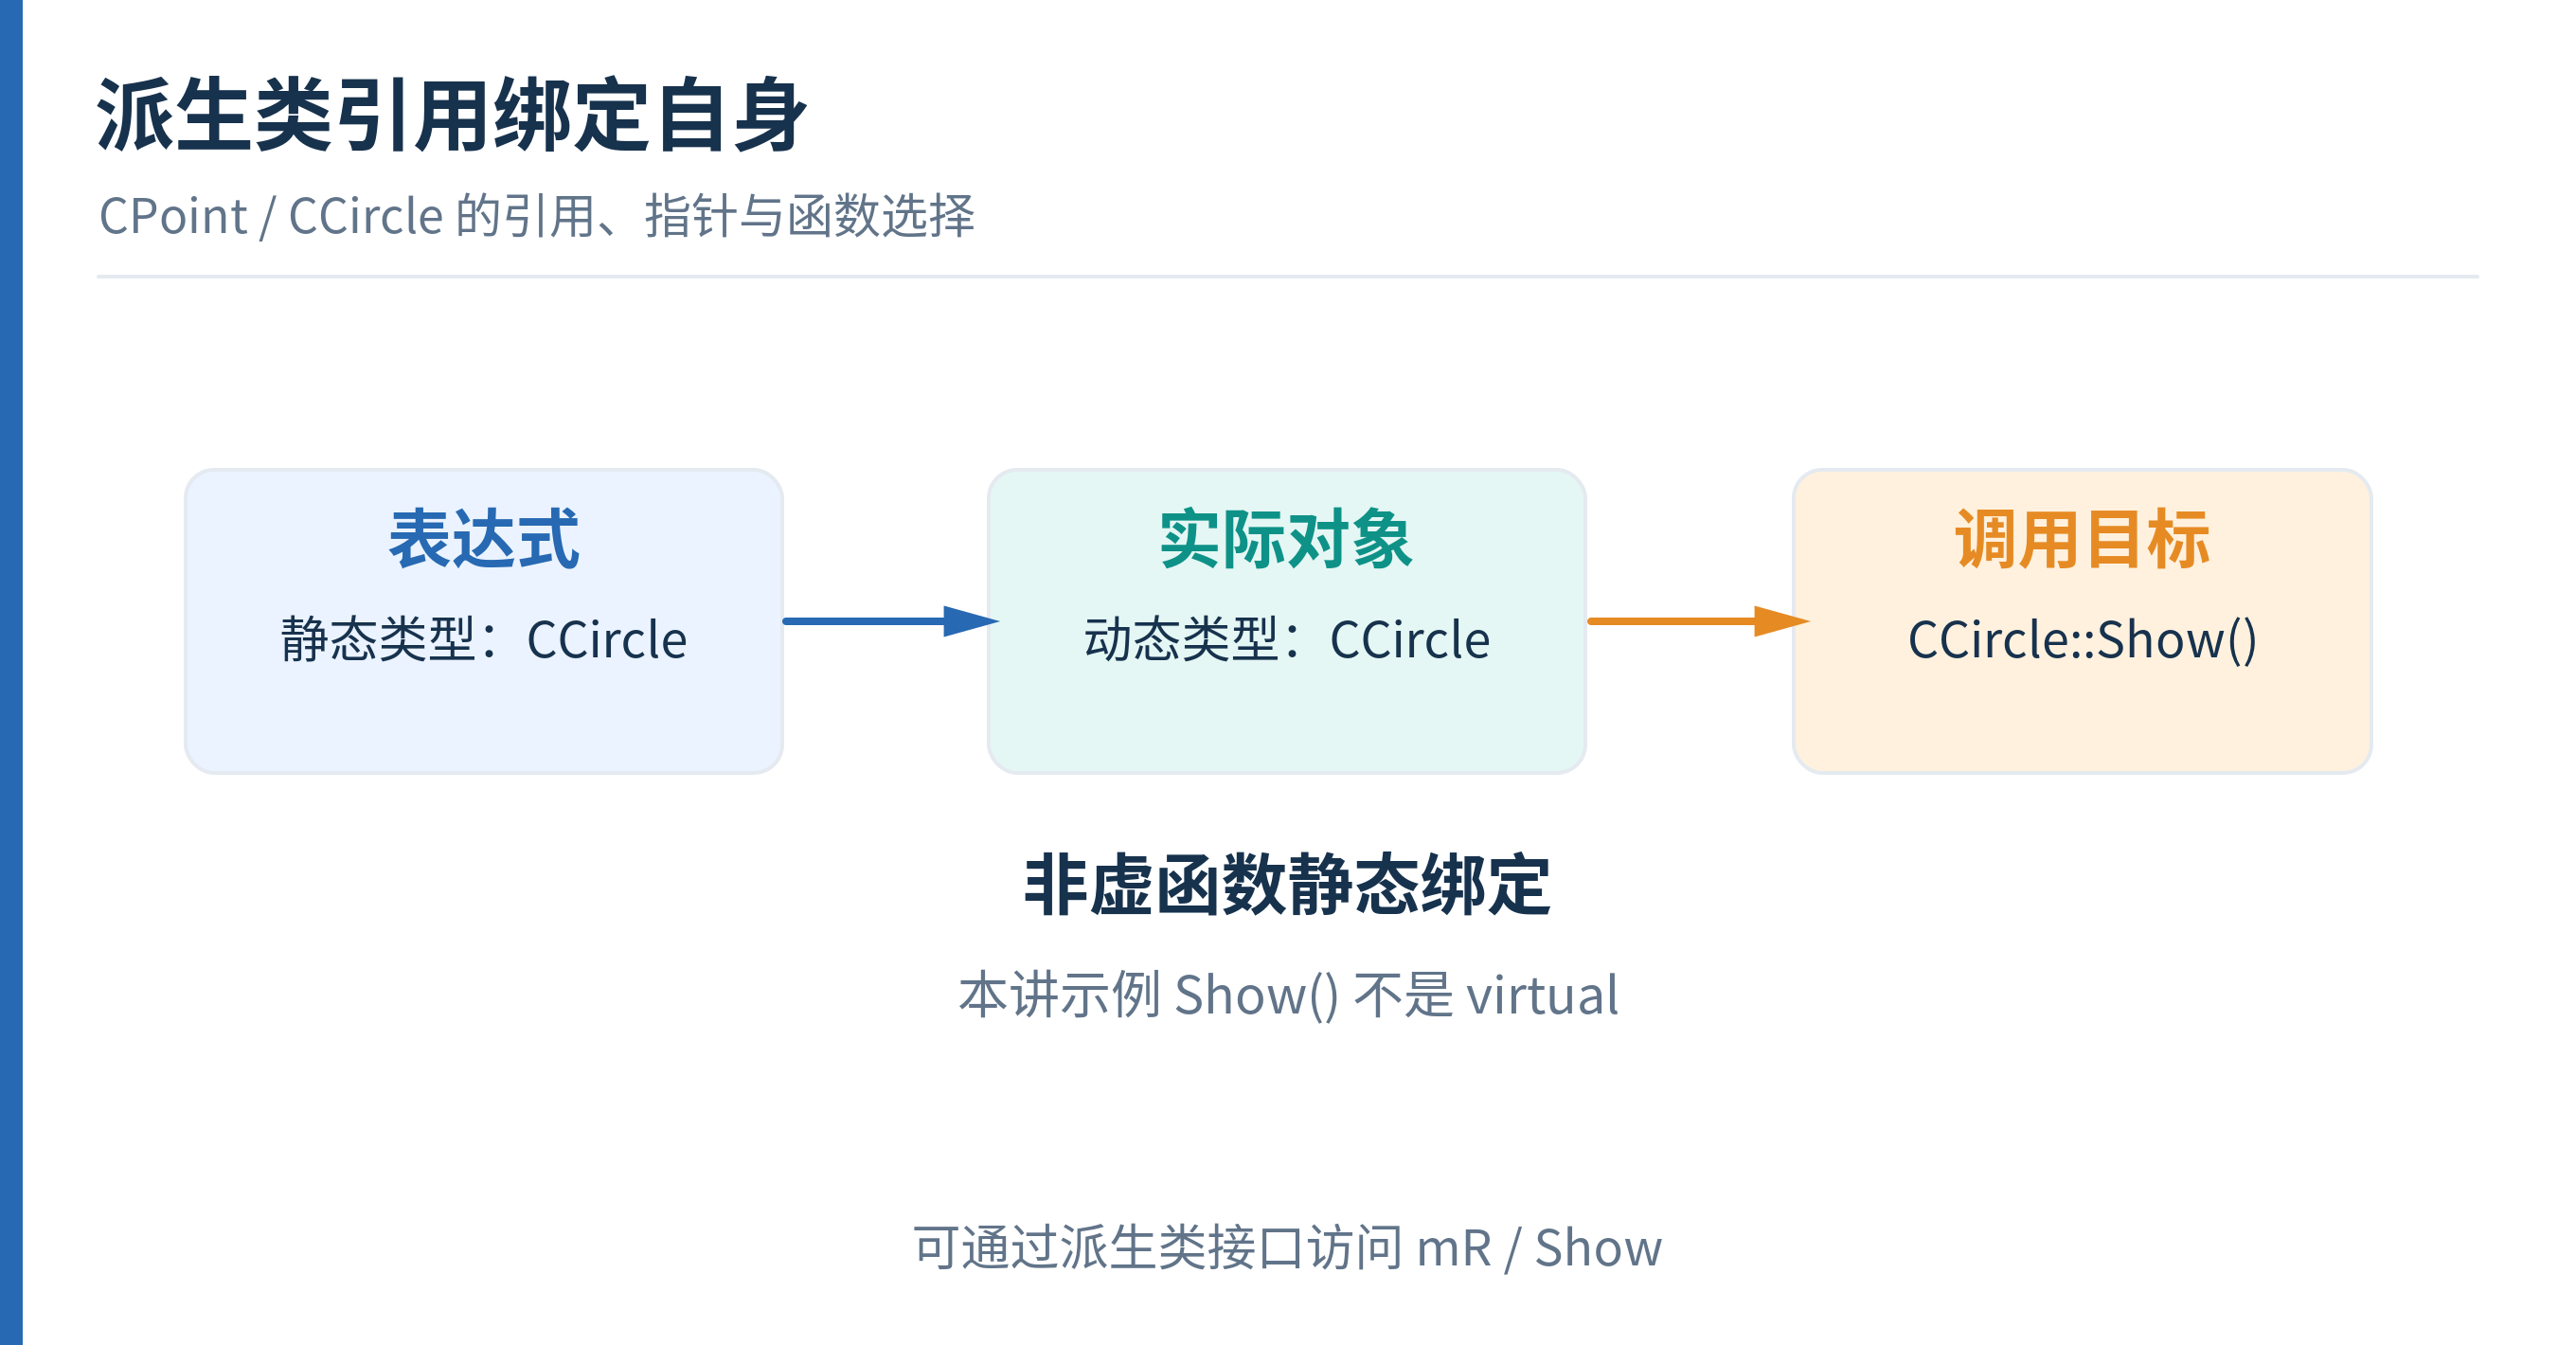 派生类引用绑定自身
CPoint / CCircle 的引用、指针与函数选择
表达式
静态类型：CCircle
实际对象
动态类型：CCircle
调用目标
CCircle::Show()
非虚函数静态绑定
本讲示例 Show() 不是 virtual
可通过派生类接口访问 mR / Show